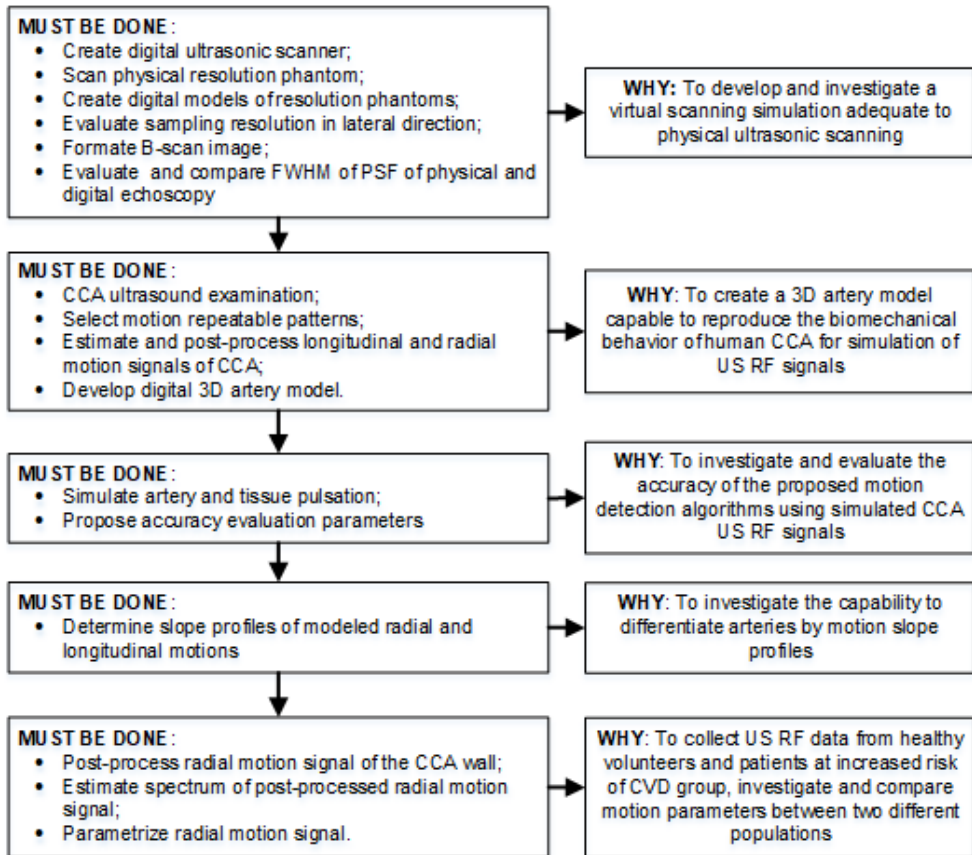 MUST BE DONE:
• Create digital ultrasonic scanner;
• Scan physical resolution phantom;
• Create digital models of resolution phantoms;
• Evaluate sampling resolution in lateral direction;
• Formate B-scan image;
• Evaluate and compare FWHM of PSF of physical and
digital echoscopy
WHY: To develop and investigate a
virtual scanning simulation adequate to
physical ultrasonic scanning
MUST BE DONE:
• CCA ultrasound examination;
• Select motion repeatable patterns;
• Estimate and post-process longitudinal and radial
motion signals of CCA;
• Develop digital 3D artery model.
WHY: To create a 3D artery model
capable to reproduce the biomechanical
behavior of human CCA for simulation of
US RF signals
MUST BE DONE:
• Simulate artery and tissue pulsation;
• Propose accuracy evaluation parameters
WHY: To investigate and evaluate the
accuracy of the proposed motion
detection algorithms using simulated CCA
US RF signals
MUST BE DONE:
• Determine slope profiles of modeled radial and
longitudinal motions
WHY: To investigate the capability to
differentiate arteries by motion slope
profiles
MUST BE DONE:
• Post-process radial motion signal of the CCA wall;
• Estimate spectrum of post-processed radial motion
signal;
• Parametrize radial motion signal.
WHY: To collect US RF data from healthy
volunteers and patients at increased risk
of CVD group, investigate and compare
motion parameters between two different
populations